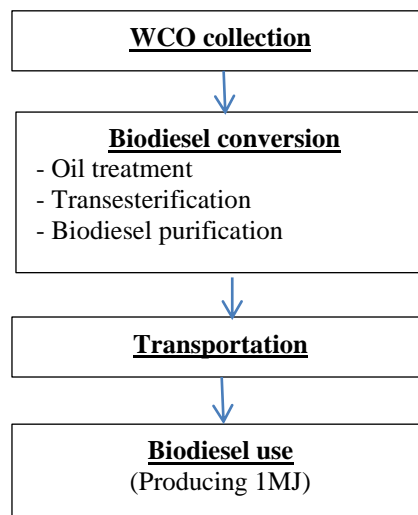 WCO collection
Biodiesel conversion
- Oil treatment
- Transesterification
- Biodiesel purification
Transportation
Biodiesel use
(Producing 1MJ)